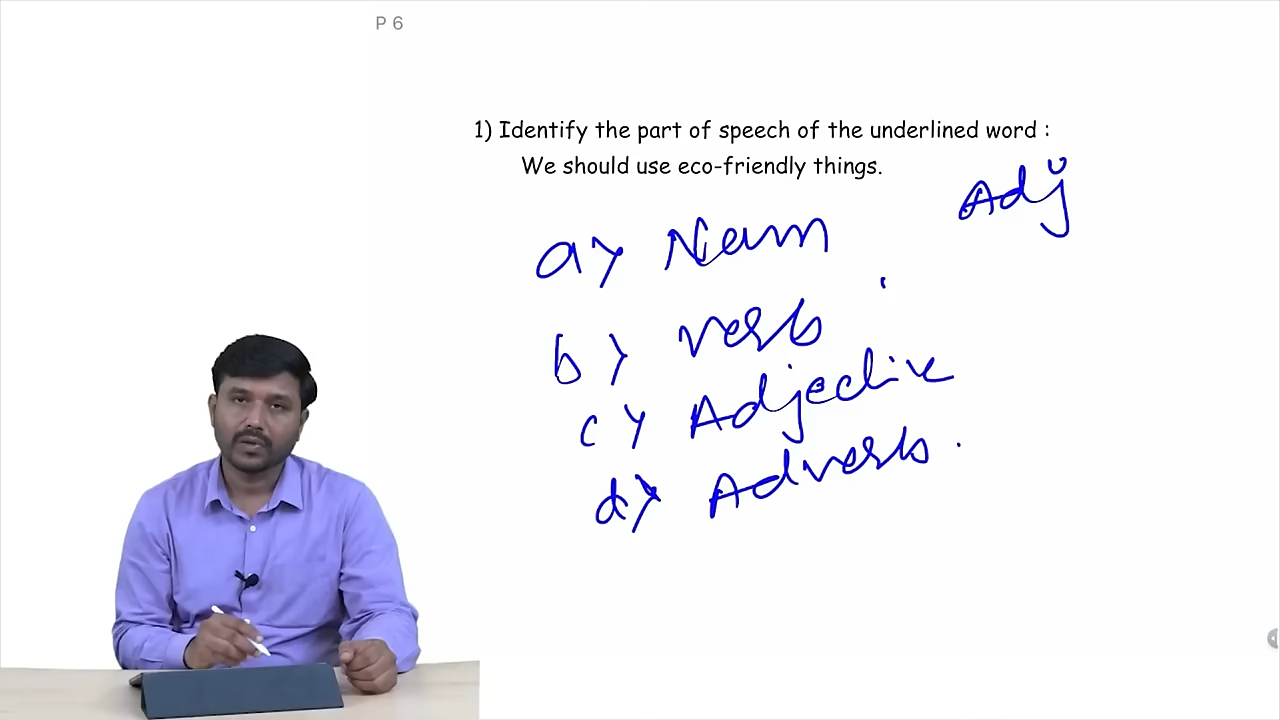 P 6
1) Identify the part of speech of the underlined word :
We should use eco-friendly things.
Adj
a) Noun
b) verb
c) Adjective
d) Adverb.